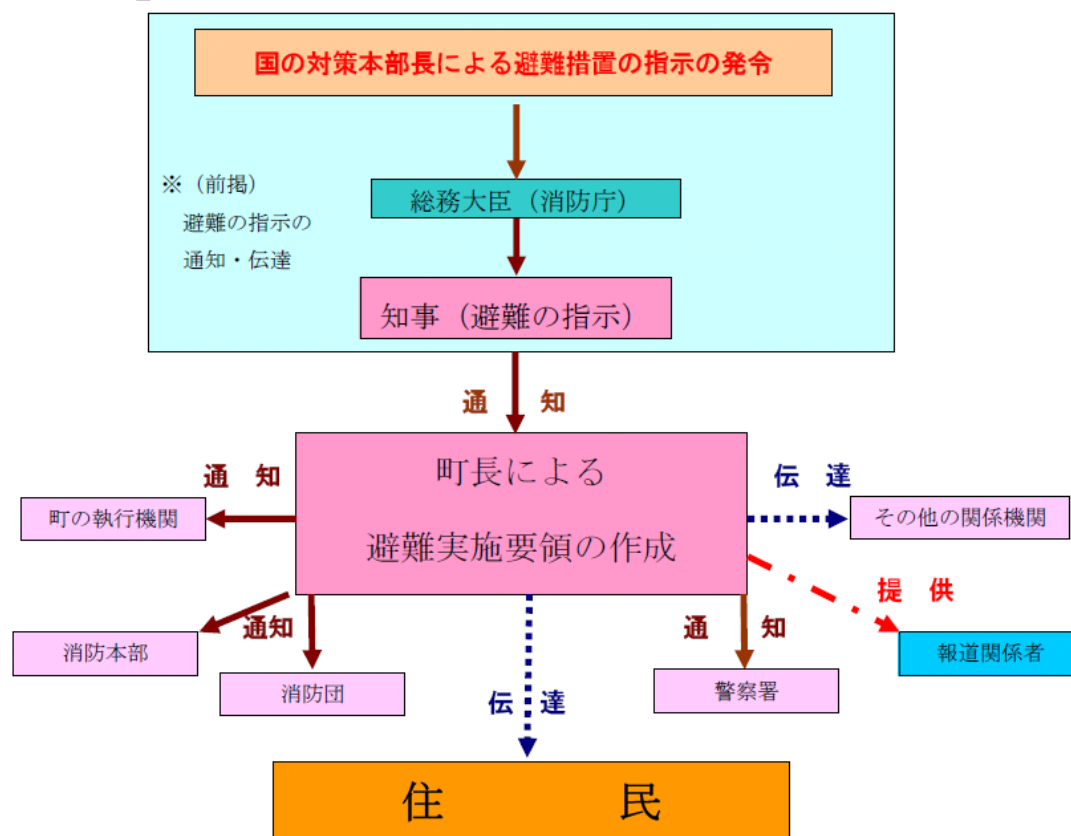 国の対策本部長による避難措置の指示の発令
※（前掲）
避難の指示の
通知・伝達
総務大臣（消防庁）
知事（避難の指示）
通 知
町長による
避難実施要領の作成
通 知
町の執行機関
伝 達
その他の関係機関
提 供
報道関係者
通知
消防本部
消防団
通 知
警察署
伝 達
住 民